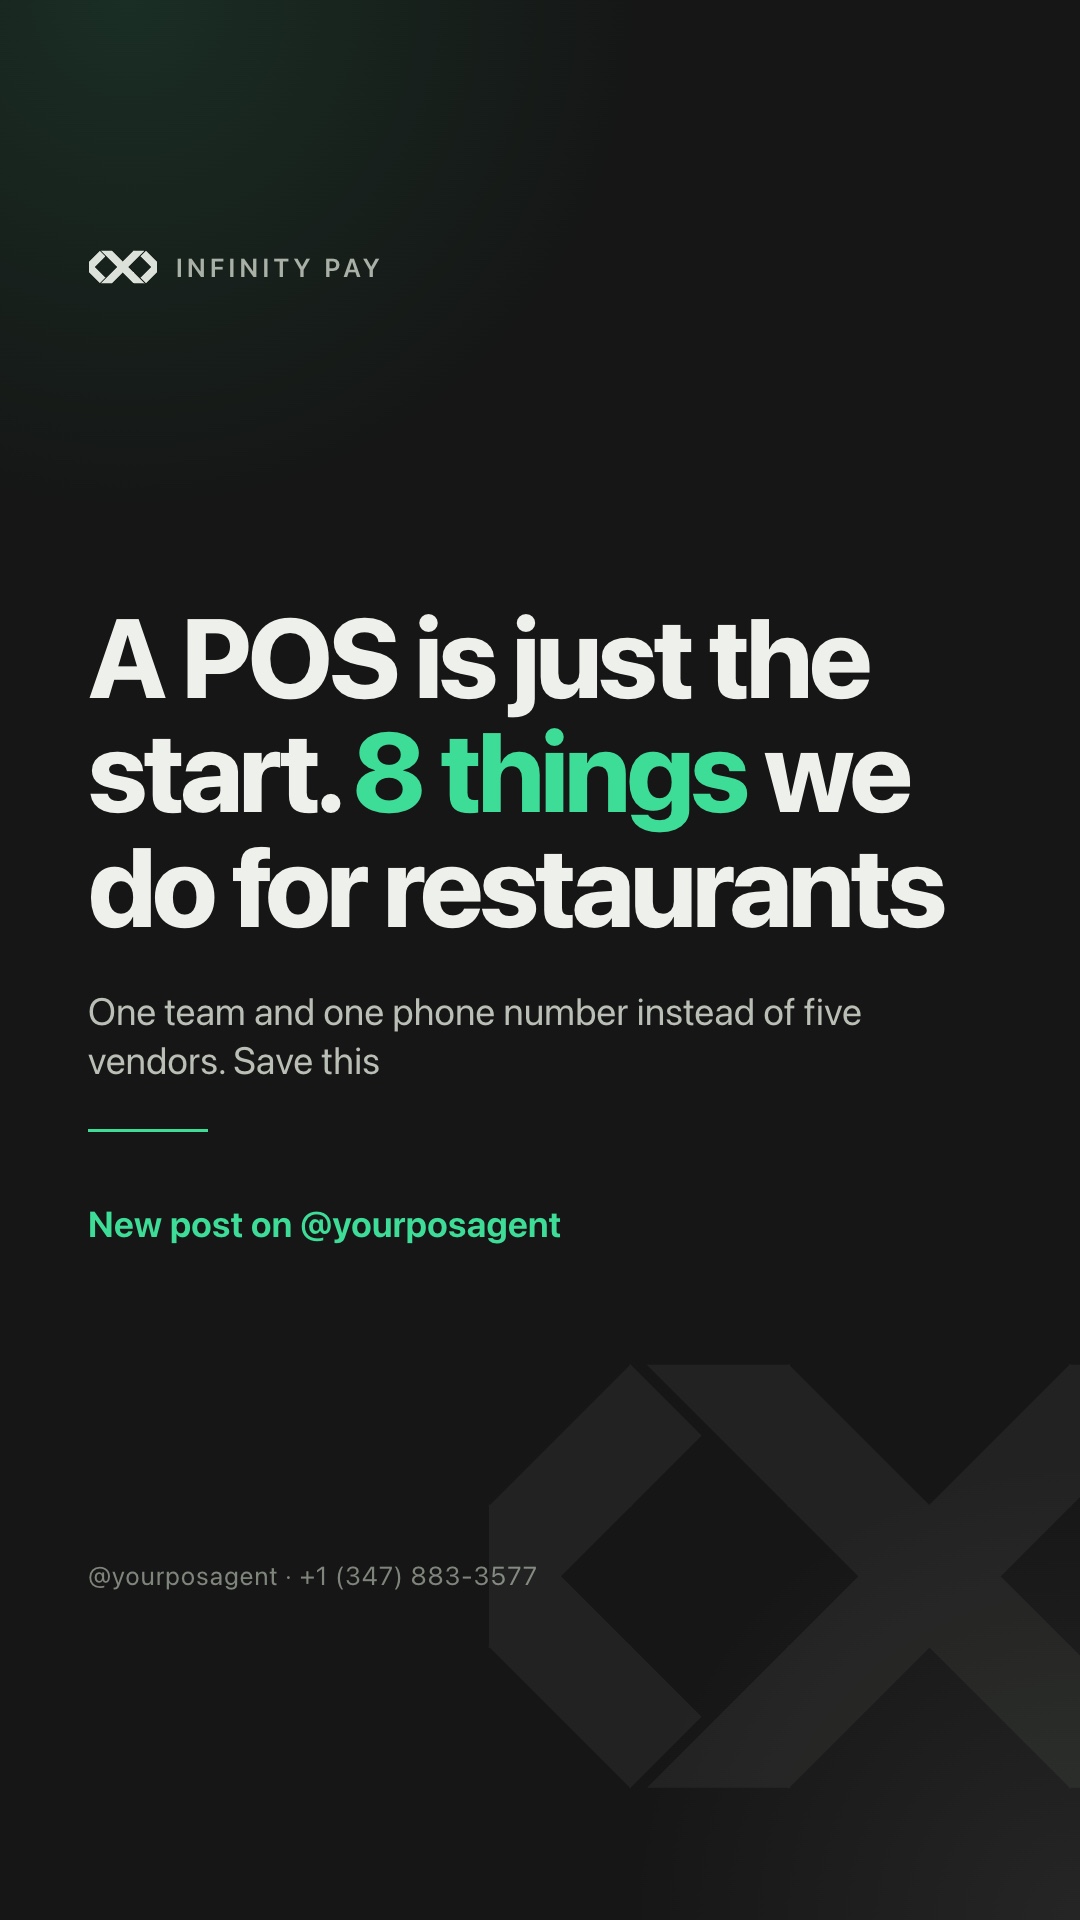 INFINITY PAY
A POS is just the
start. 8 things we
do for restaurants
One team and one phone number instead of five
vendors. Save this
New post on @yourposagent
@yourposagent · +1 (347) 883-3577